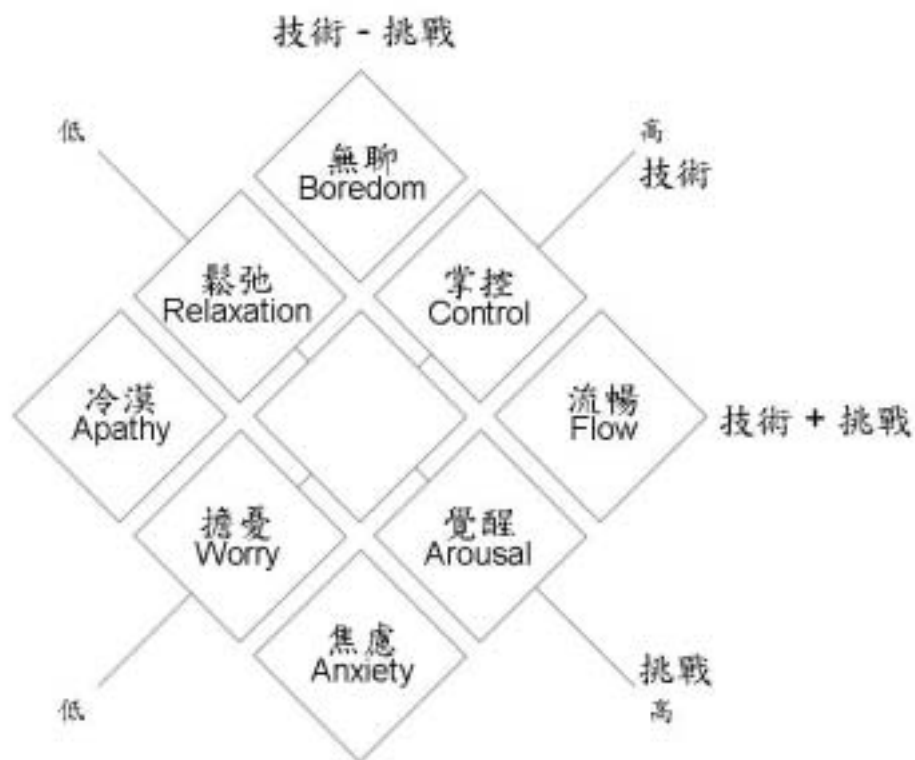 技術 - 挑戰
低
高
技術
無聊
Boredom
鬆弛
Relaxation
掌控
Control
冷漠
Apathy
流暢
Flow
技術 + 挑戰
擔憂
Worry
覺醒
Arousal
焦慮
Anxiety
挑戰
低
高